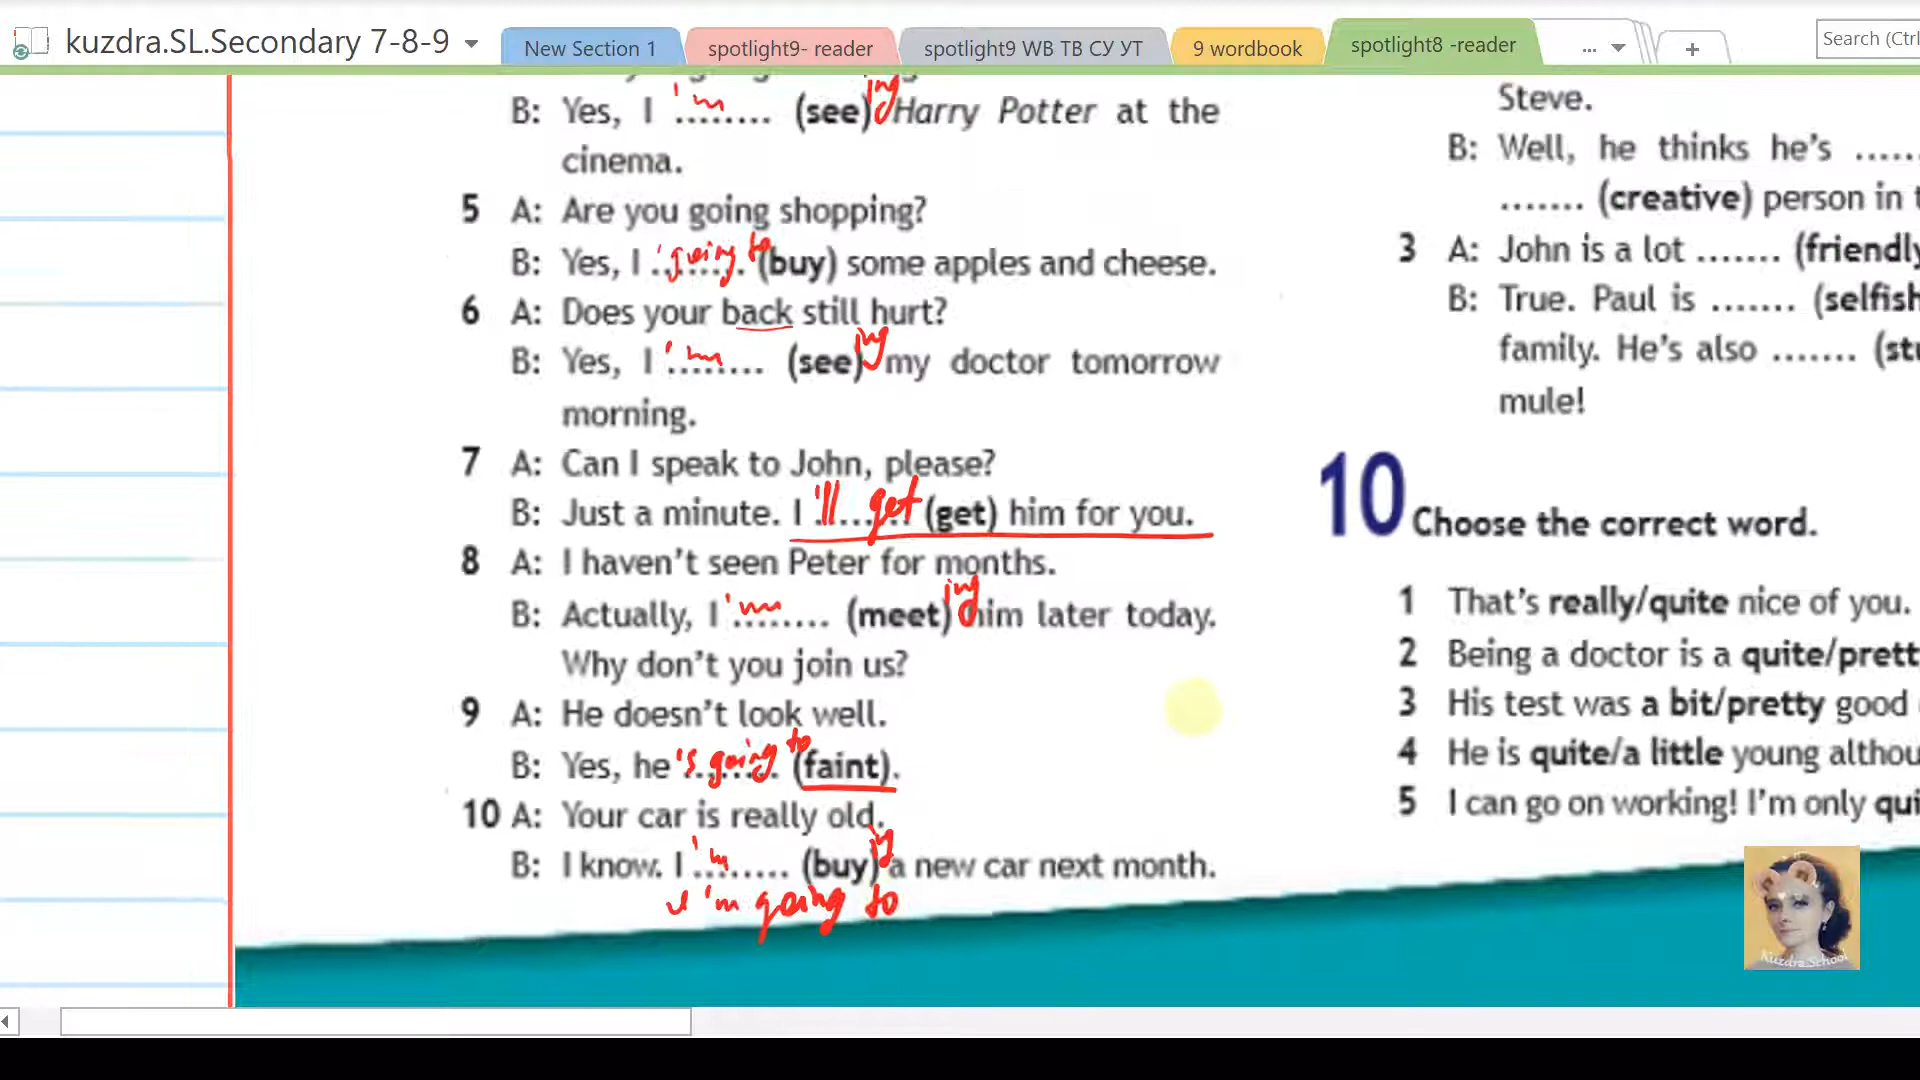 kuzdra.SL.Secondary 7-8-9
New Section 1
spotlight9- reader
spotlight9 WB TB CУ УТ
9 wordbook
spotlight8 -reader
...
+
Search (Ctrl
B: Yes, I 'm ........ (see)ing Harry Potter at the
cinema.
5 A: Are you going shopping?
B: Yes, I 'going to ........ (buy) some apples and cheese.
6 A: Does your back still hurt?
B: Yes, I 'm ........ (see)ing my doctor tomorrow
morning.
7 A: Can I speak to John, please?
B: Just a minute. I 'll get ........ (get) him for you.
8 A: I haven't seen Peter for months.
B: Actually, I 'm ........ (meet)ing him later today.
Why don't you join us?
9 A: He doesn't look well.
B: Yes, he 's going to ........ (faint).
10 A: Your car is really old.
B: I know. I 'm ........ (buy)ing a new car next month.
I 'm going to
Steve.
B: Well, he thinks he's .....
....... (creative) person in t
3 A: John is a lot ....... (friendly
B: True. Paul is ....... (selfish
family. He's also ....... (stu
mule!
10 Choose the correct word.
1 That's really/quite nice of you.
2 Being a doctor is a quite/prett
3 His test was a bit/pretty good
4 He is quite/a little young althou
5 I can go on working! I'm only qui
Kuzdra.School